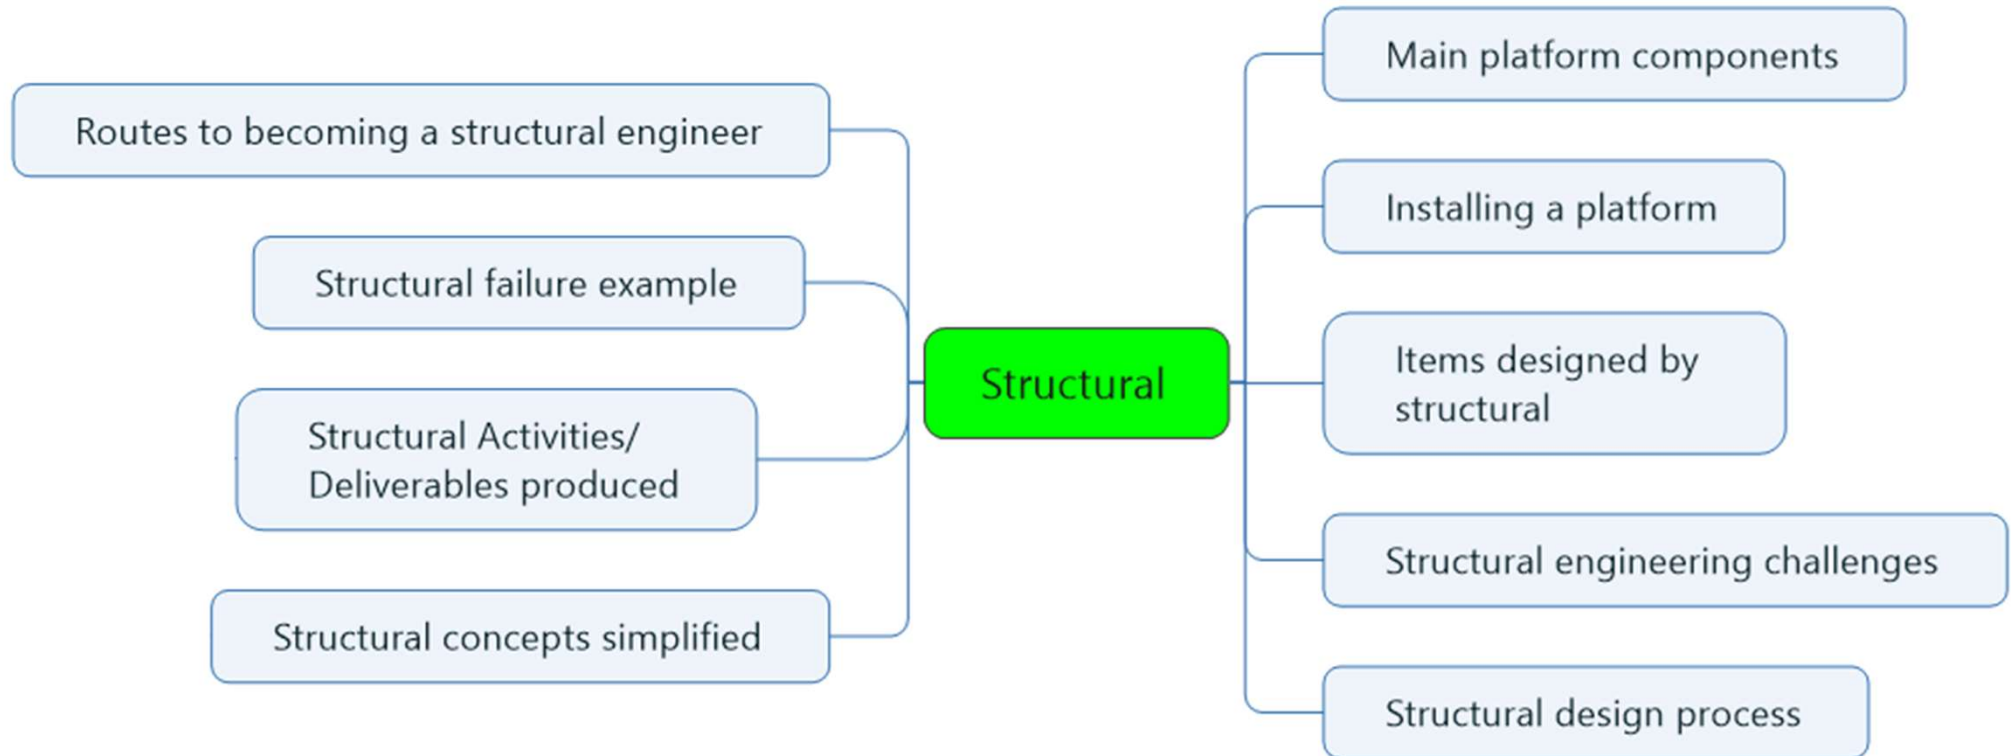 Routes to becoming a structural engineer
Structural failure example
Structural Activities/
Deliverables produced
Structural concepts simplified
Structural
Main platform components
Installing a platform
Items designed by
structural
Structural engineering challenges
Structural design process